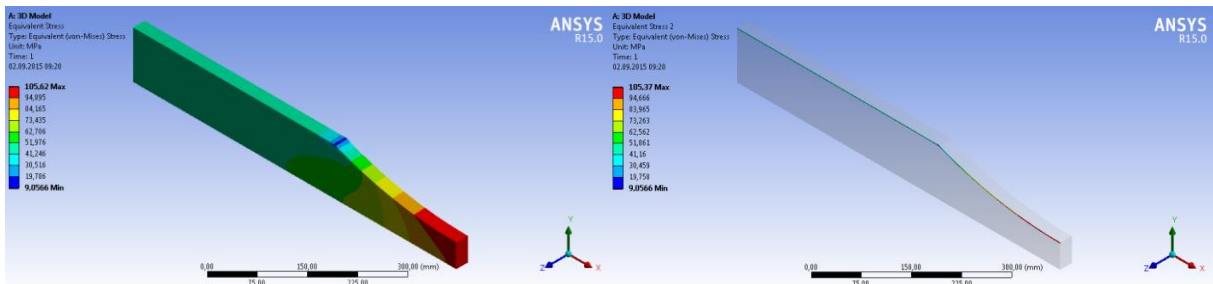 A: 3D Model
Equivalent Stress
Type: Equivalent (von-Mises) Stress
Unit: MPa
Time: 1
02.09.2015 09:20
105,62 Max
94,895
84,165
73,435
62,706
51,976
41,246
30,516
19,786
9,0566 Min
ANSYS
R15.0
0,00
150,00
300,00 (mm)
75,00
225,00
Y
Z
X
A: 3D Model
Equivalent Stress 2
Type: Equivalent (von-Mises) Stress
Unit: MPa
Time: 1
02.09.2015 09:20
105,37 Max
94,666
83,965
73,263
62,562
51,861
41,16
30,459
19,758
9,0566 Min
ANSYS
R15.0
0,00
150,00
300,00 (mm)
75,00
225,00
Y
Z
X